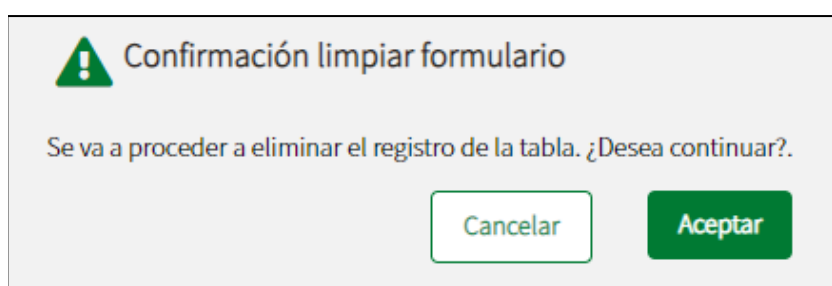 Confirmación limpiar formulario
Se va a proceder a eliminar el registro de la tabla. ¿Desea continuar?.
Cancelar
Aceptar